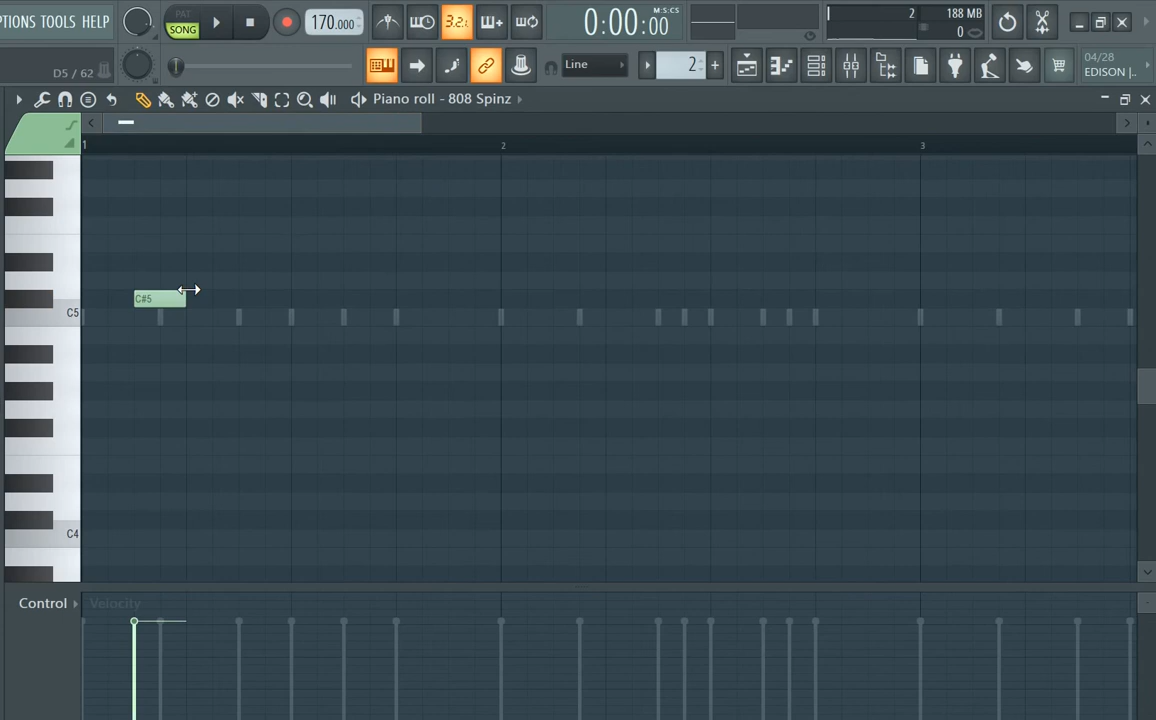 PTIONS TOOLS HELP
PAT
SONG
170.000
3.2.
0:00:00
M:S:CS
2
188 MB
0
D5 / 62
Line
2
04/28
EDISON |..
Piano roll - 808 Spinz
1
2
3
C#5
C5
C4
Control
Velocity